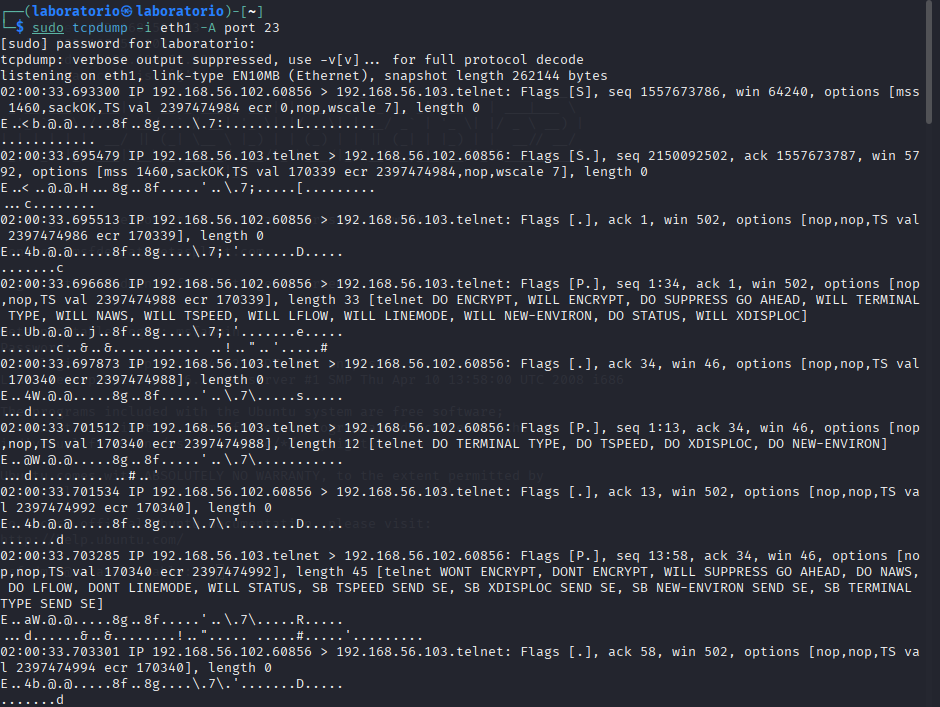 ┌──(laboratorio㉿laboratorio)-[~]
└─$ sudo tcpdump -i eth1 -A port 23
[sudo] password for laboratorio:
tcpdump: verbose output suppressed, use -v[v]... for full protocol decode
listening on eth1, link-type EN10MB (Ethernet), snapshot length 262144 bytes
02:00:33.693300 IP 192.168.56.102.60856 > 192.168.56.103.telnet: Flags [S], seq 1557673786, win 64240, options [mss
 1460,sackOK,TS val 2397474984 ecr 0,nop,wscale 7], length 0
E..<b.@.@.....8f..8g....\.7:.........L.........
............
02:00:33.695479 IP 192.168.56.103.telnet > 192.168.56.102.60856: Flags [S.], seq 2150092502, ack 1557673787, win 57
92, options [mss 1460,sackOK,TS val 170339 ecr 2397474984,nop,wscale 7], length 0
E..<..@.@.H...8g..8f.....'..\.7;.....[.........
...c........
02:00:33.695513 IP 192.168.56.102.60856 > 192.168.56.103.telnet: Flags [.], ack 1, win 502, options [nop,nop,TS val
 2397474986 ecr 170339], length 0
E..4b.@.@.....8f..8g....\.7;.'.......D.....
.......c
02:00:33.696686 IP 192.168.56.102.60856 > 192.168.56.103.telnet: Flags [P.], seq 1:34, ack 1, win 502, options [nop
,nop,TS val 2397474988 ecr 170339], length 33 [telnet DO ENCRYPT, WILL ENCRYPT, DO SUPPRESS GO AHEAD, WILL TERMINAL
 TYPE, WILL NAWS, WILL TSPEED, WILL LFLOW, WILL LINEMODE, WILL NEW-ENVIRON, DO STATUS, WILL XDISPLOC]
E..Ub.@.@..j..8f..8g....\.7;.'.......e.....
.......c..&..&........... ..!.."..'.....#
02:00:33.697873 IP 192.168.56.103.telnet > 192.168.56.102.60856: Flags [.], ack 34, win 46, options [nop,nop,TS val
 170340 ecr 2397474988], length 0
E..4W.@.@.....8g..8f.....'..\.7\.....s.....
...d....
02:00:33.701512 IP 192.168.56.103.telnet > 192.168.56.102.60856: Flags [P.], seq 1:13, ack 34, win 46, options [nop
,nop,TS val 170340 ecr 2397474988], length 12 [telnet DO TERMINAL TYPE, DO TSPEED, DO XDISPLOC, DO NEW-ENVIRON]
E..@W.@.@.....8g..8f.....'..\.7\...........
...d......... ..#..'
02:00:33.701534 IP 192.168.56.102.60856 > 192.168.56.103.telnet: Flags [.], ack 13, win 502, options [nop,nop,TS va
l 2397474992 ecr 170340], length 0
E..4b.@.@.....8f..8g....\.7\.'.......D.....
.......d
02:00:33.703285 IP 192.168.56.103.telnet > 192.168.56.102.60856: Flags [P.], seq 13:58, ack 34, win 46, options [no
p,nop,TS val 170340 ecr 2397474992], length 45 [telnet WONT ENCRYPT, DONT ENCRYPT, WILL SUPPRESS GO AHEAD, DO NAWS,
 DO LFLOW, DONT LINEMODE, WILL STATUS, SB TSPEED SEND SE, SB XDISPLOC SEND SE, SB NEW-ENVIRON SEND SE, SB TERMINAL
TYPE SEND SE]
E..aW.@.@.....8g..8f.....'..\.7\.....R.....
...d......&..&........!.."..... .....#.....'.........
02:00:33.703301 IP 192.168.56.102.60856 > 192.168.56.103.telnet: Flags [.], ack 58, win 502, options [nop,nop,TS va
l 2397474994 ecr 170340], length 0
E..4b.@.@.....8f..8g....\.7\.'.......D.....
.......d